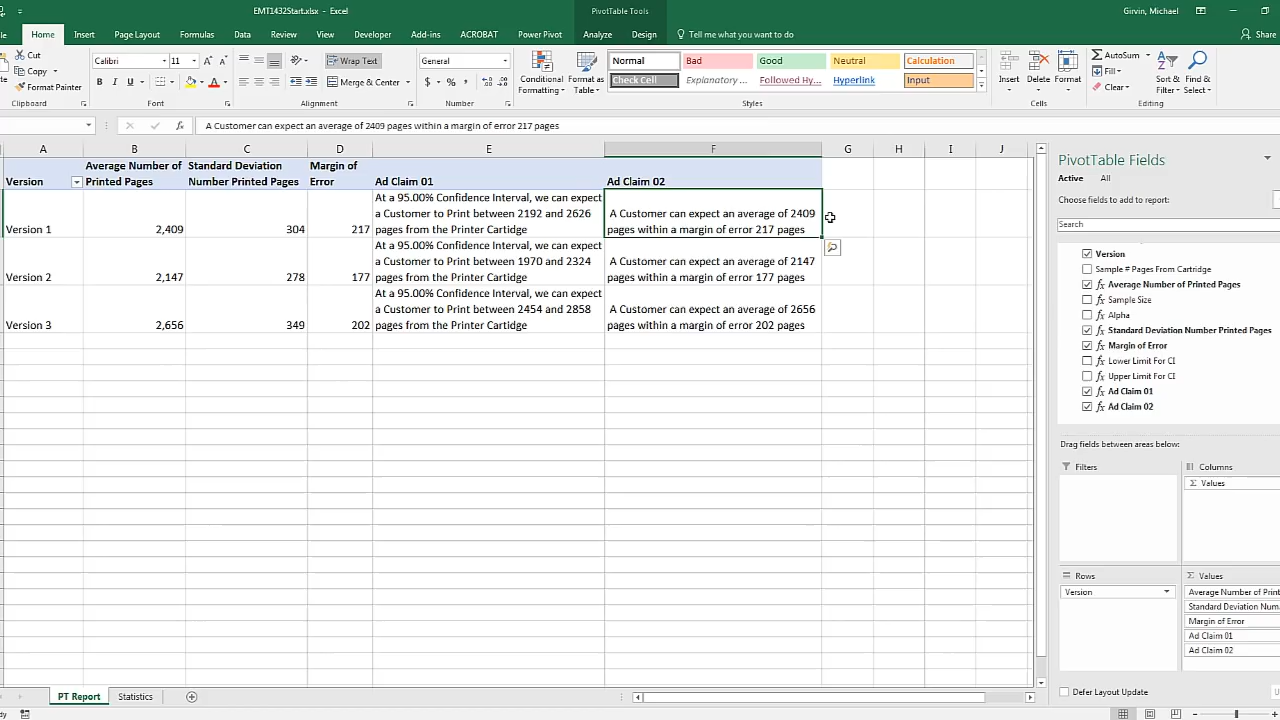 EMT1432Start.xlsx - Excel
PivotTable Tools
Girvin, Michael
Home Insert Page Layout Formulas Data Review View Developer Add-ins ACROBAT Power Pivot Analyze Design Tell me what you want to do Share
Cut
Copy
Format Painter
Clipboard
Calibri 11
B I U
Font
Wrap Text
Merge & Center
Alignment
General
$ % ,
Number
Conditional
Formatting
Format as
Table
Normal Bad Good Neutral Calculation
Check Cell Explanatory ... Followed Hy... Hyperlink Input
Styles
Insert Delete Format
Cells
AutoSum
Fill
Clear
Sort &
Filter
Find &
Select
Editing
A Customer can expect an average of 2409 pages within a margin of error 217 pages
A B C D E F G H I J
Version
Average Number of
Printed Pages
Standard Deviation
Number Printed Pages
Margin of
Error
Ad Claim 01
Ad Claim 02
Version 1
2,409
304
217
At a 95.00% Confidence Interval, we can expect
a Customer to Print between 2192 and 2626
pages from the Printer Cartidge
A Customer can expect an average of 2409
pages within a margin of error 217 pages
Version 2
2,147
278
177
At a 95.00% Confidence Interval, we can expect
a Customer to Print between 1970 and 2324
pages from the Printer Cartidge
A Customer can expect an average of 2147
pages within a margin of error 177 pages
Version 3
2,656
349
202
At a 95.00% Confidence Interval, we can expect
a Customer to Print between 2454 and 2858
pages from the Printer Cartidge
A Customer can expect an average of 2656
pages within a margin of error 202 pages
PivotTable Fields
Active All
Choose fields to add to report:
Search
Version
Sample # Pages From Cartridge
fx Average Number of Printed Pages
fx Sample Size
fx Alpha
fx Standard Deviation Number Printed Pages
fx Margin of Error
fx Lower Limit For CI
fx Upper Limit For CI
fx Ad Claim 01
fx Ad Claim 02
Drag fields between areas below:
Filters
Columns
Σ Values
Rows
Version
Σ Values
Average Number of Print
Standard Deviation Num
Margin of Error
Ad Claim 01
Ad Claim 02
Defer Layout Update
PT Report Statistics